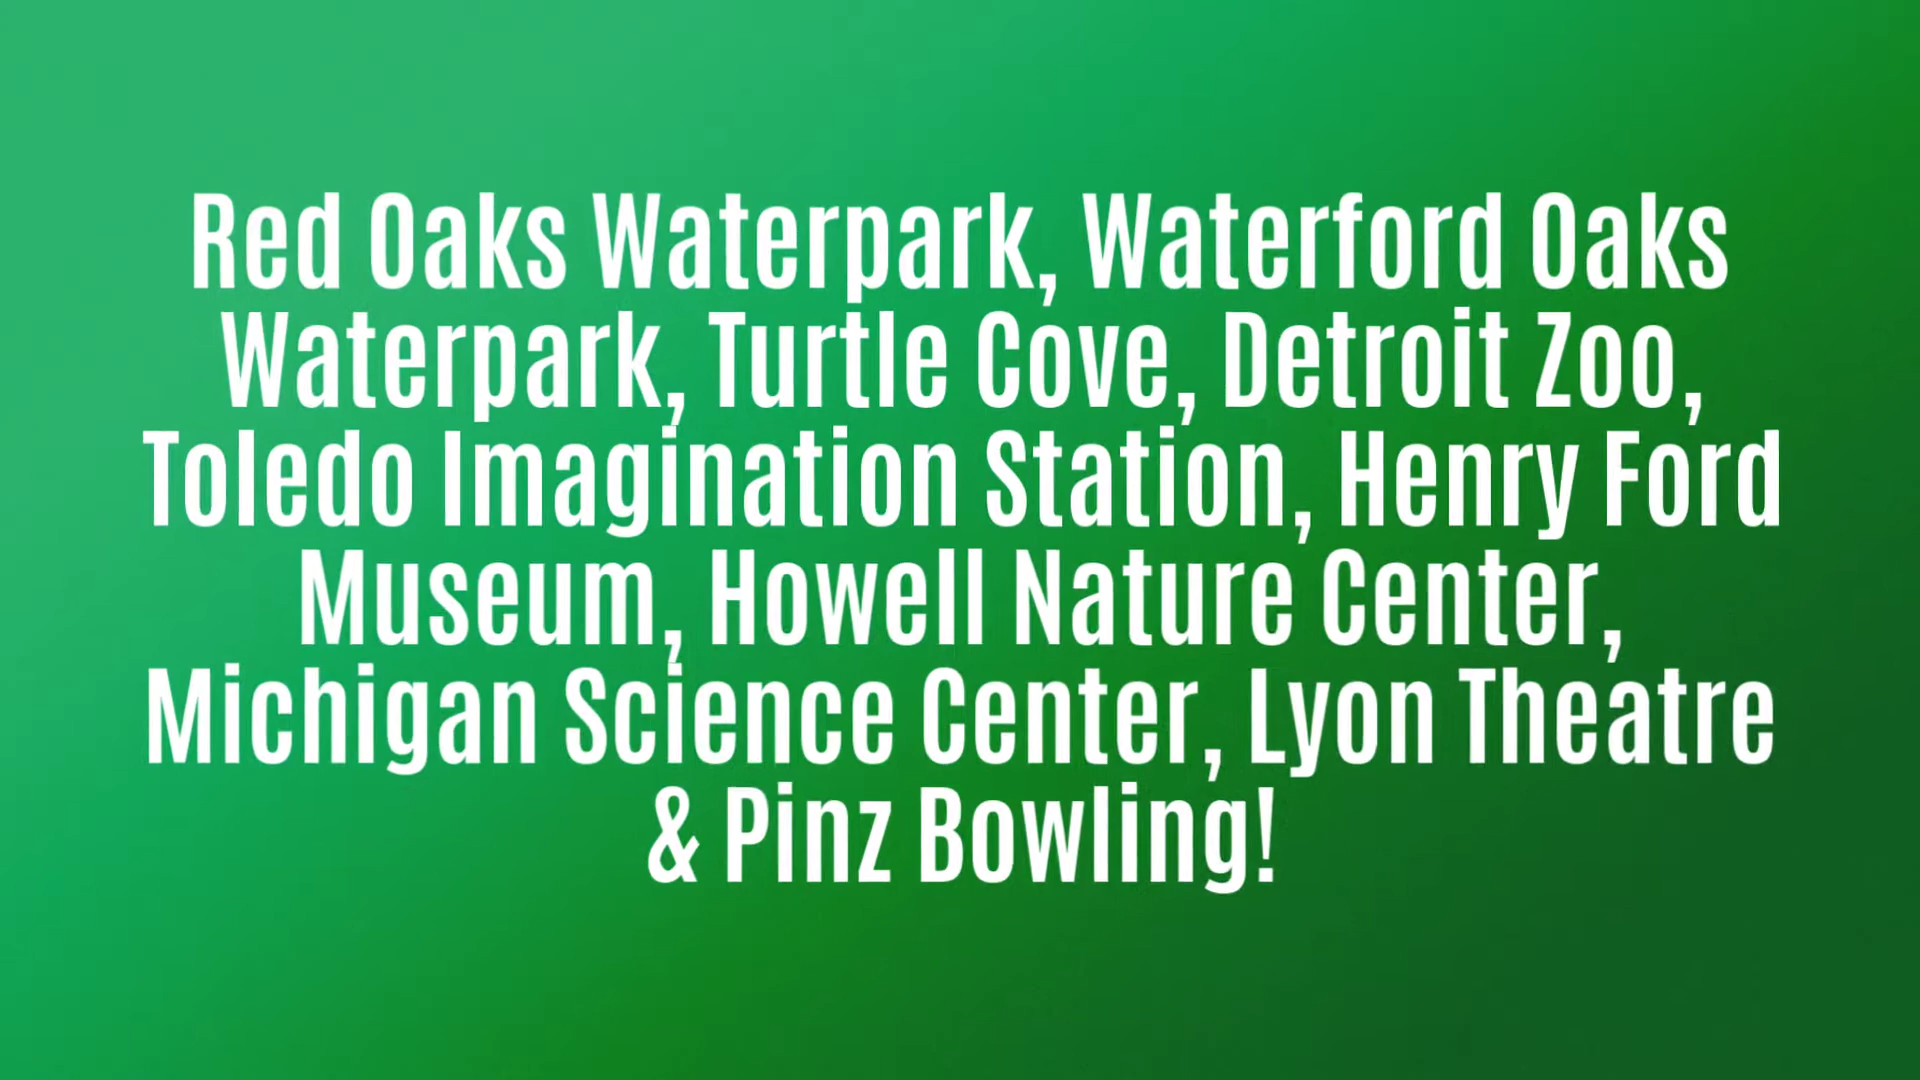 Red Oaks Waterpark, Waterford Oaks
Waterpark, Turtle Cove, Detroit Zoo,
Toledo Imagination Station, Henry Ford
Museum, Howell Nature Center,
Michigan Science Center, Lyon Theatre
& Pinz Bowling!